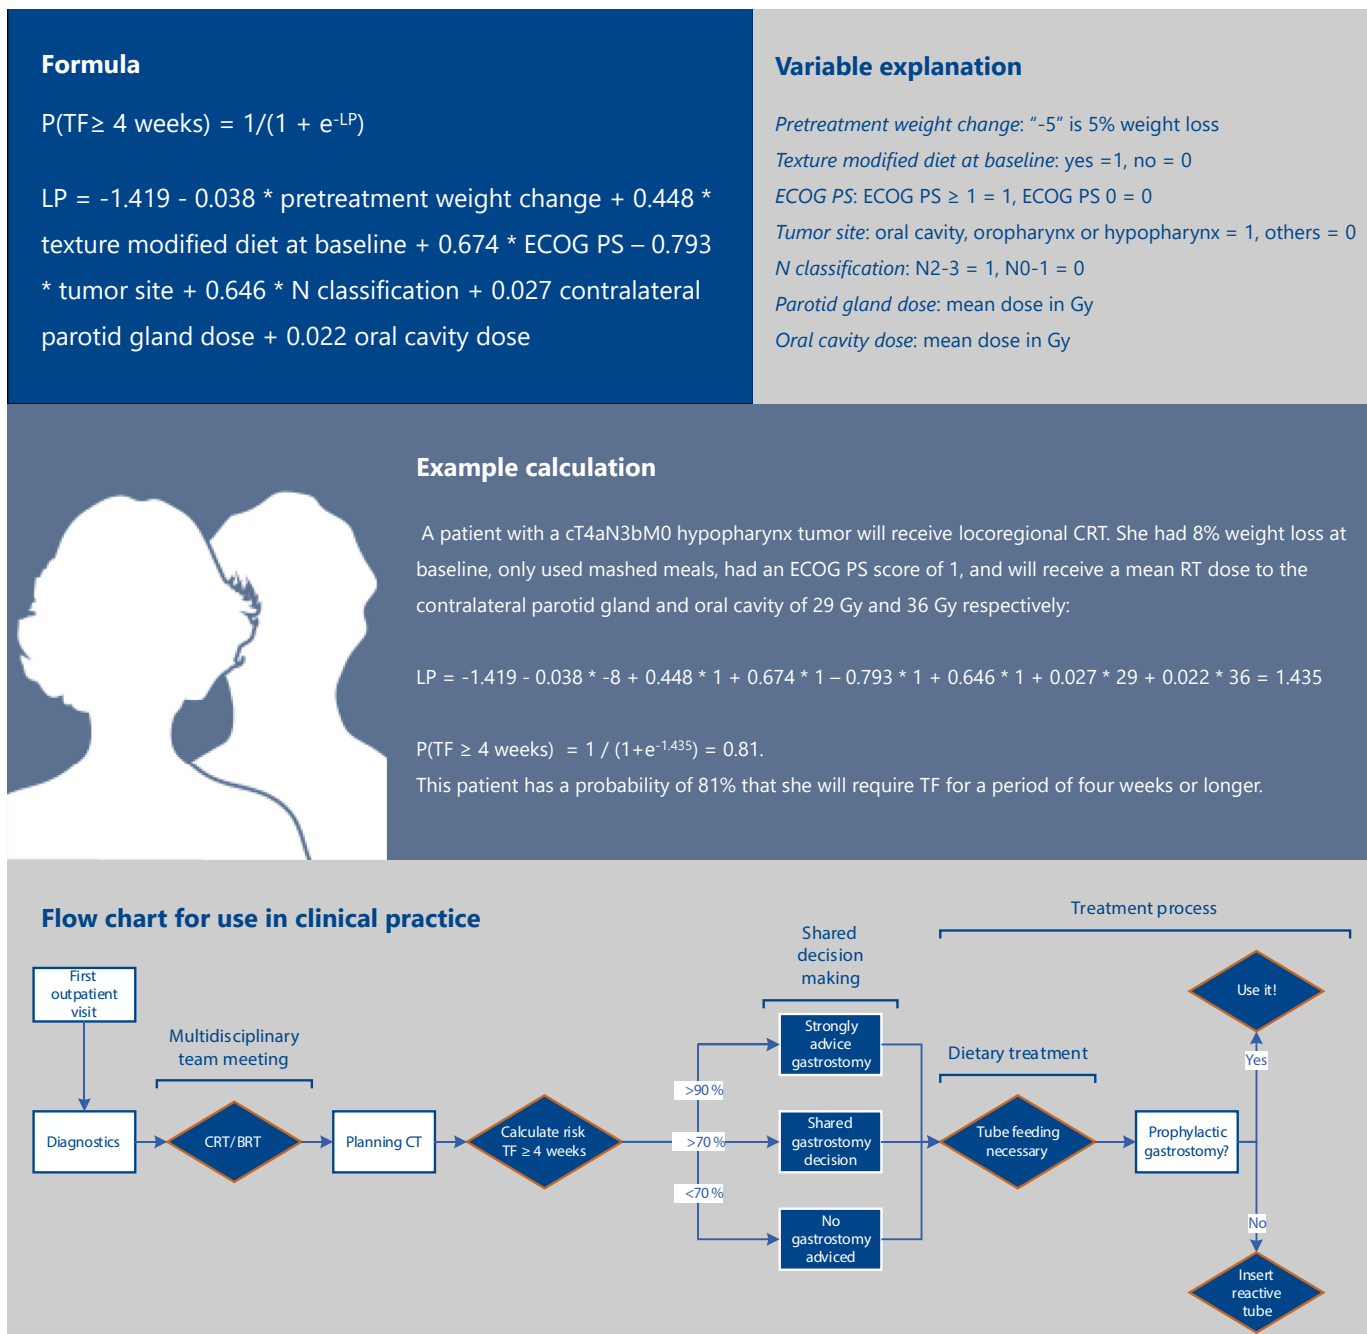 Formula
P(TF≥ 4 weeks) = 1/(1 + e-LP)
LP = -1.419 - 0.038 * pretreatment weight change + 0.448 *
texture modified diet at baseline + 0.674 * ECOG PS – 0.793
* tumor site + 0.646 * N classification + 0.027 contralateral
parotid gland dose + 0.022 oral cavity dose
Variable explanation
Pretreatment weight change: “-5” is 5% weight loss
Texture modified diet at baseline: yes =1, no = 0
ECOG PS: ECOG PS ≥ 1 = 1, ECOG PS 0 = 0
Tumor site: oral cavity, oropharynx or hypopharynx = 1, others = 0
N classification: N2-3 = 1, N0-1 = 0
Parotid gland dose: mean dose in Gy
Oral cavity dose: mean dose in Gy
Example calculation
A patient with a cT4aN3bM0 hypopharynx tumor will receive locoregional CRT. She had 8% weight loss at
baseline, only used mashed meals, had an ECOG PS score of 1, and will receive a mean RT dose to the
contralateral parotid gland and oral cavity of 29 Gy and 36 Gy respectively:
LP = -1.419 - 0.038 * -8 + 0.448 * 1 + 0.674 * 1 – 0.793 * 1 + 0.646 * 1 + 0.027 * 29 + 0.022 * 36 = 1.435
P(TF ≥ 4 weeks) = 1 / (1+e-1.435) = 0.81.
This patient has a probability of 81% that she will require TF for a period of four weeks or longer.
Flow chart for use in clinical practice
First
outpatient
visit
Diagnostics
Multidisciplinary
team meeting
CRT/BRT
Planning CT
Calculate risk
TF ≥ 4 weeks
>90 %
>70 %
<70 %
Shared
decision
making
Strongly
advice
gastrostomy
Shared
gastrostomy
decision
No
gastrostomy
adviced
Treatment process
Dietary treatment
Tube feeding
necessary
Prophylactic
gastrostomy?
Yes
Use it!
No
Insert
reactive
tube